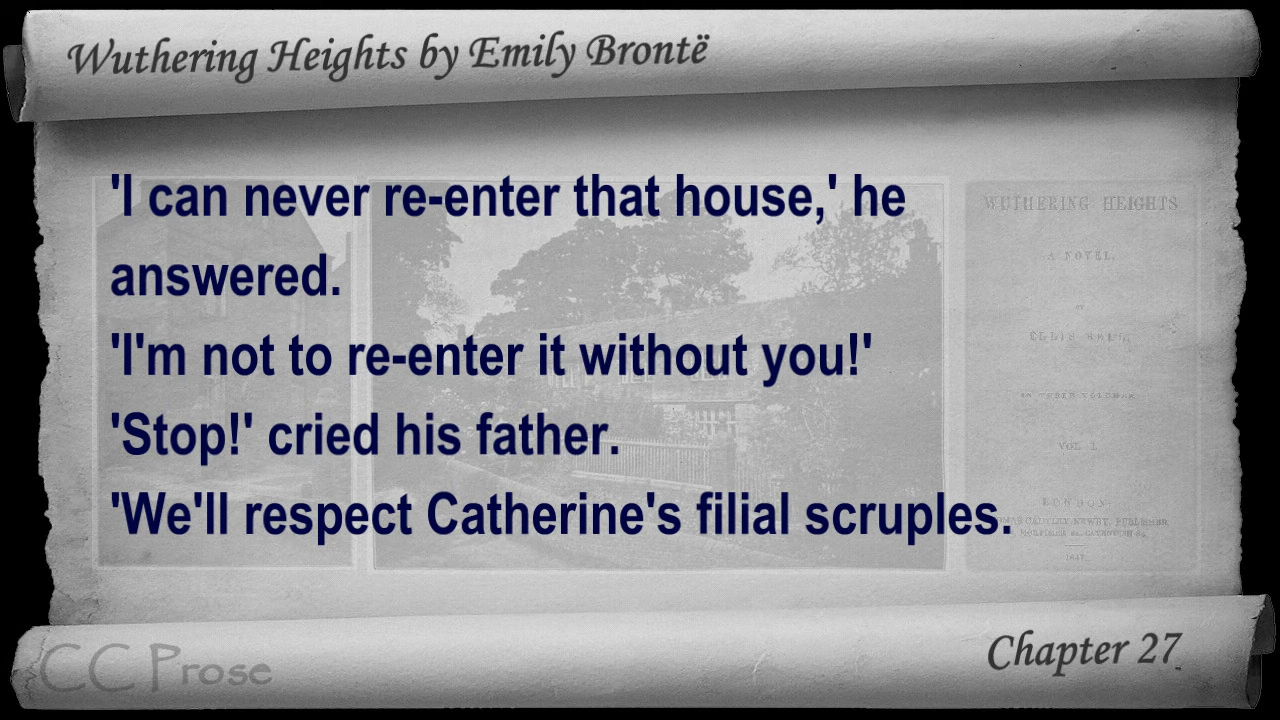 Wuthering Heights by Emily Brontë
'I can never re-enter that house,' he
answered.
'I'm not to re-enter it without you!'
'Stop!' cried his father.
'We'll respect Catherine's filial scruples.
WUTHERING HEIGHTS
A NOVEL,
VOL. I
LONDON:
1847.
CC Prose
Chapter 27